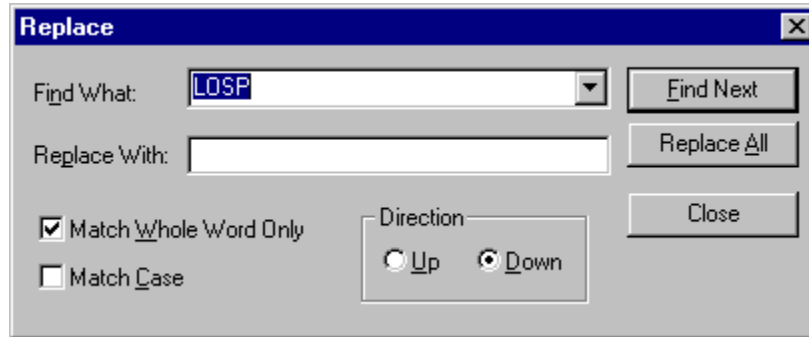 Replace
Find What: LOSP Find Next
Replace With: Replace All
Close
Direction
Match Whole Word Only
Up Down
Match Case